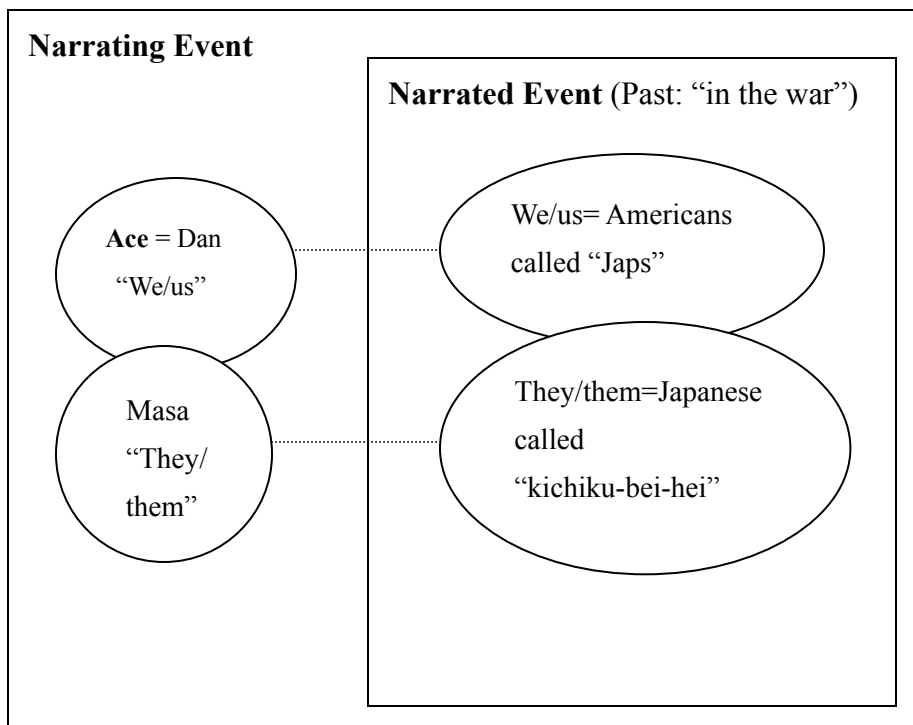 Narrating Event
Narrated Event (Past: “in the war”)
Ace = Dan
“We/us”
We/us= Americans
called “Japs”
Masa
“They/
them”
They/them=Japanese
called
“kichiku-bei-hei”